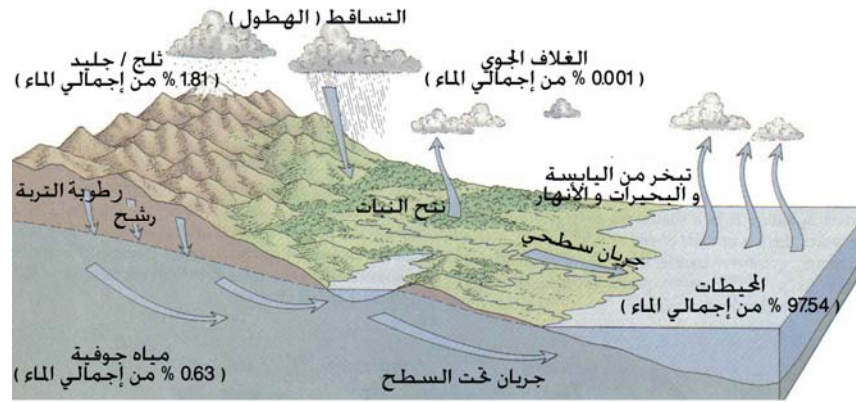 التساقط ( الهطول )
ثلج / جليد
( 1.81 % من إجمالي الماء )
الغلاف الجوي
( 0.001 % من إجمالي الماء )
تبخر من اليابسة
و البحيرات و الأنهار
رطوبة التربة
رشح
نتح النبات
جريان سطحي
المحيطات
( 97.54 % من إجمالي الماء )
مياه جوفية
( 0.63 % من إجمالي الماء )
جريان تحت السطح